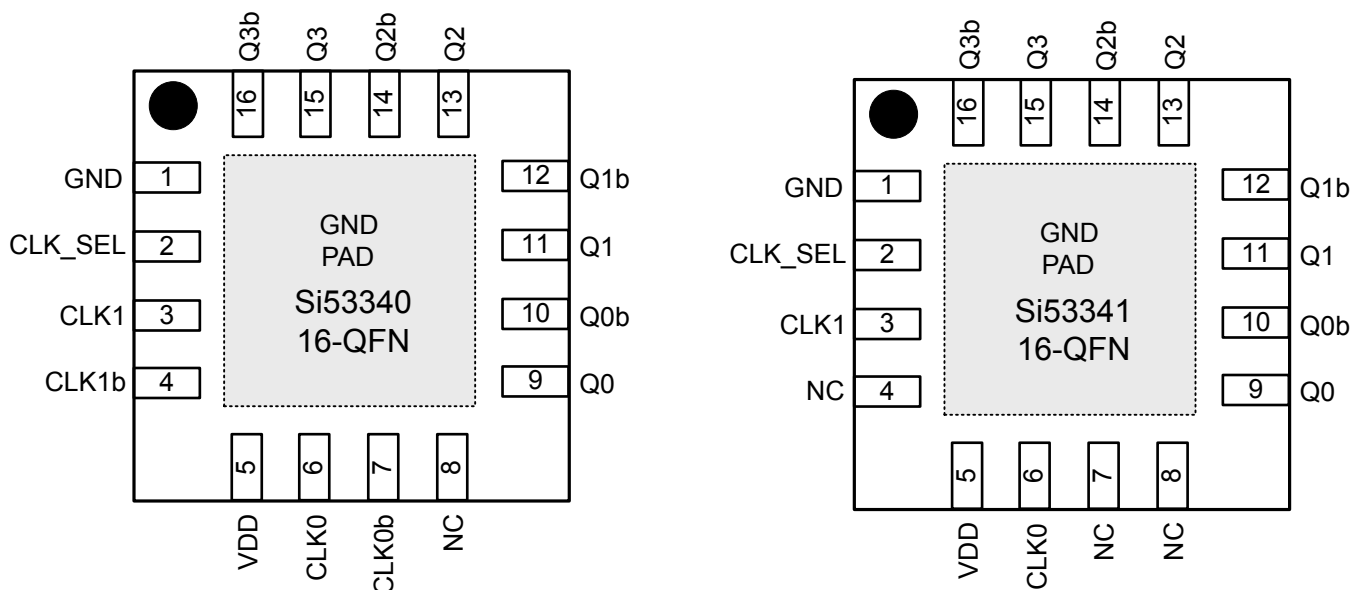 Q3b
Q3
Q2b
Q2
16
15
14
13
GND
1
CLK_SEL
2
CLK1
3
CLK1b
4
GND
PAD
Si53340
16-QFN
12
Q1b
11
Q1
10
Q0b
9
Q0
5
6
7
8
VDD
CLK0
CLK0b
NC
Q3b
Q3
Q2b
Q2
16
15
14
13
GND
1
CLK_SEL
2
CLK1
3
NC
4
GND
PAD
Si53341
16-QFN
12
Q1b
11
Q1
10
Q0b
9
Q0
5
6
7
8
VDD
CLK0
NC
NC